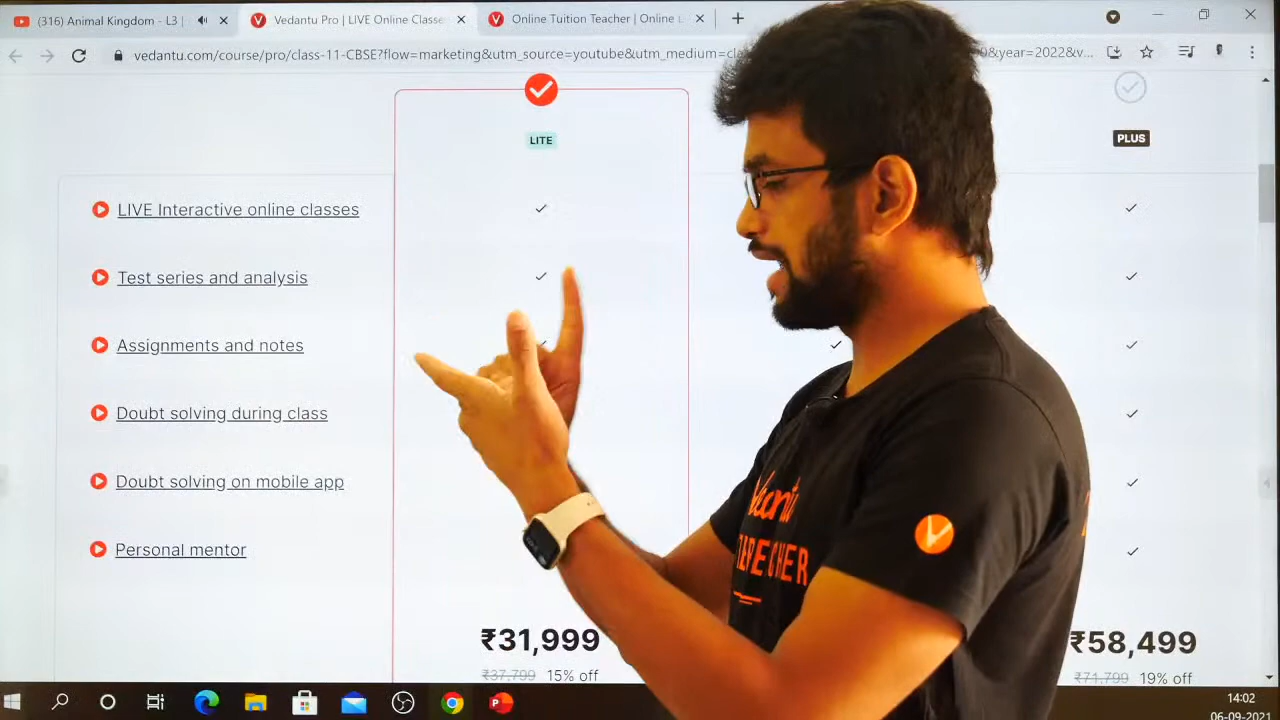 (316) Animal Kingdom - L3 |
Vedantu Pro | LIVE Online Classe
Online Tuition Teacher | Online L
vedantu.com/course/pro/class-11-CBSE?flow=marketing&utm_source=youtube&utm_medium=cla
9&year=2022&v...
LITE
PLUS
LIVE Interactive online classes
Test series and analysis
Assignments and notes
Doubt solving during class
Doubt solving on mobile app
Personal mentor
₹31,999
₹37,799 15% off
₹58,499
₹71,799 19% off
14:02
06-09-2021